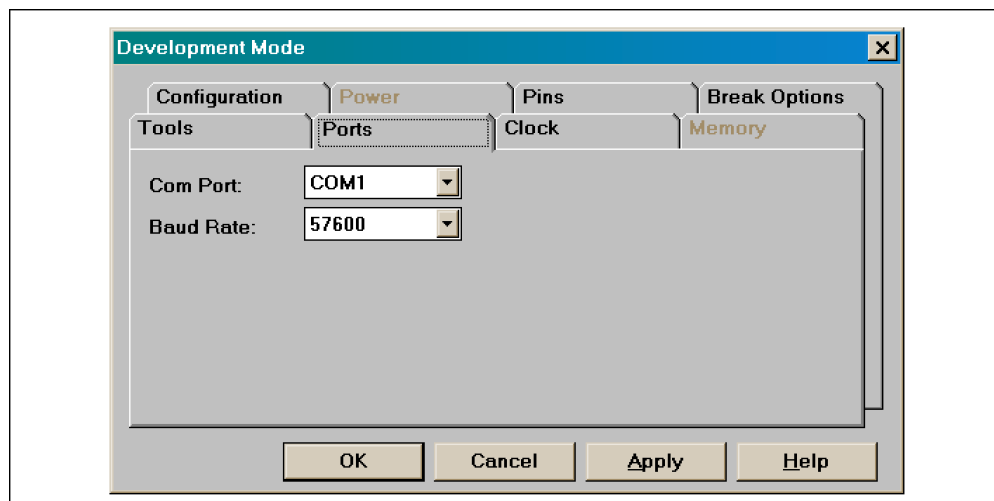 Development Mode
Configuration Power Pins Break Options
Tools Ports Clock Memory
Com Port: COM1
Baud Rate: 57600
OK Cancel Apply Help